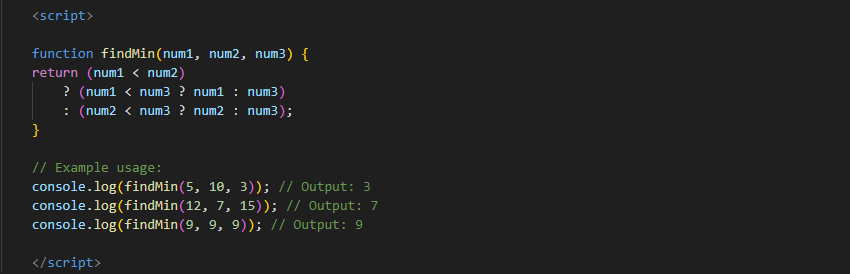 <script>
function findMin(num1, num2, num3) {
return (num1 < num2)
? (num1 < num3 ? num1 : num3)
: (num2 < num3 ? num2 : num3);
}
// Example usage:
console.log(findMin(5, 10, 3)); // Output: 3
console.log(findMin(12, 7, 15)); // Output: 7
console.log(findMin(9, 9, 9)); // Output: 9
</script>